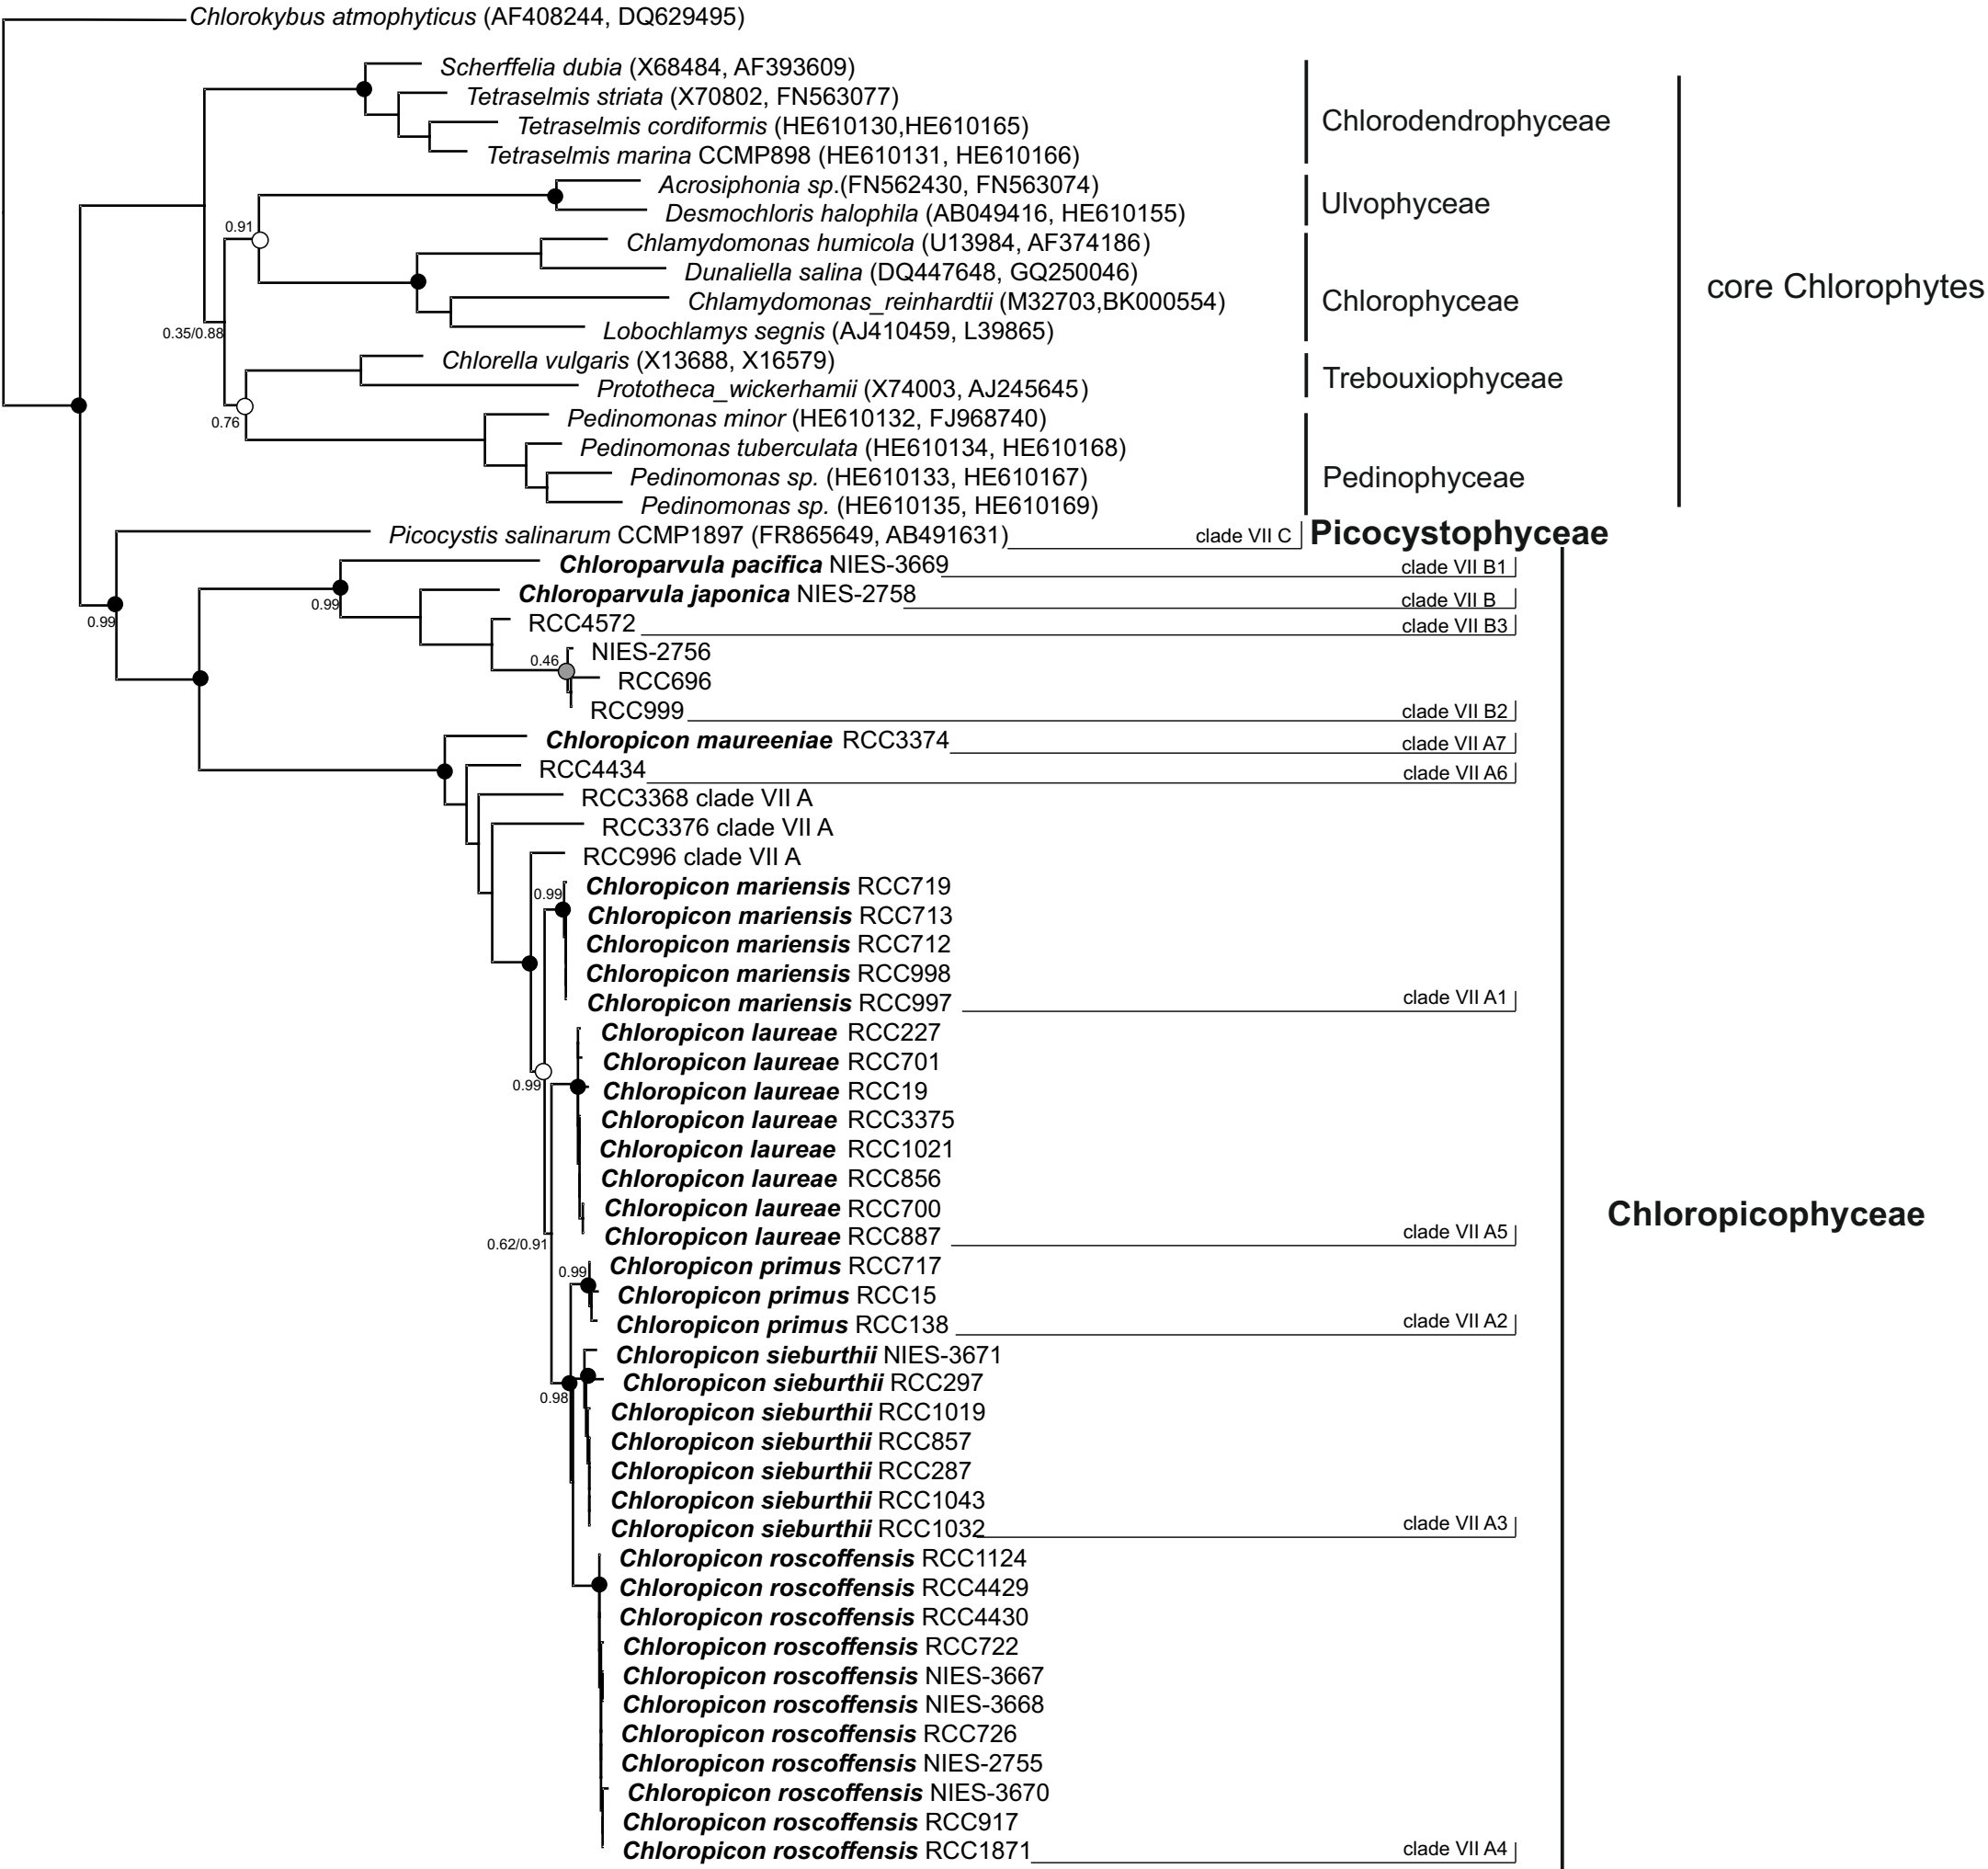 Chlorokybus atmophyticus (AF408244, DQ629495)
Scherffelia dubia (X68484, AF393609)
Tetraselmis striata (X70802, FN563077)
Tetraselmis cordiformis (HE610130,HE610165)
Chlorodendrophyceae
Tetraselmis marina CCMP898 (HE610131, HE610166)
Acrosiphonia sp.(FN562430, FN563074)
Ulvophyceae
Desmochloris halophila (AB049416, HE610155)
0.91
Chlamydomonas humicola (U13984, AF374186)
Dunaliella salina (DQ447648, GQ250046)
core Chlorophytes
Chlamydomonas_reinhardtii (M32703,BK000554)
Chlorophyceae
0.35/0.88
Lobochlamys segnis (AJ410459, L39865)
Chlorella vulgaris (X13688, X16579)
Trebouxiophyceae
Prototheca_wickerhamii (X74003, AJ245645)
0.76
Pedinomonas minor (HE610132, FJ968740)
Pedinomonas tuberculata (HE610134, HE610168)
Pedinomonas sp. (HE610133, HE610167)
Pedinophyceae
Pedinomonas sp. (HE610135, HE610169)
Picocystis salinarum CCMP1897 (FR865649, AB491631) clade VII C Picocystophyceae
Chloroparvula pacifica NIES-3669 clade VII B1
Chloroparvula japonica NIES-2758 clade VII B
0.99
0.99
RCC4572 clade VII B3
NIES-2756
0.46
RCC696
RCC999 clade VII B2
Chloropicon maureeniae RCC3374 clade VII A7
RCC4434 clade VII A6
RCC3368 clade VII A
RCC3376 clade VII A
RCC996 clade VII A
Chloropicon mariensis RCC719
0.99
Chloropicon mariensis RCC713
Chloropicon mariensis RCC712
Chloropicon mariensis RCC998
Chloropicon mariensis RCC997 clade VII A1
Chloropicon laureae RCC227
Chloropicon laureae RCC701
0.99
Chloropicon laureae RCC19
Chloropicon laureae RCC3375
Chloropicon laureae RCC1021
Chloropicon laureae RCC856
Chloropicon laureae RCC700
Chloropicophyceae
Chloropicon laureae RCC887 clade VII A5
0.62/0.91
Chloropicon primus RCC717
0.99
Chloropicon primus RCC15
Chloropicon primus RCC138 clade VII A2
Chloropicon sieburthii NIES-3671
Chloropicon sieburthii RCC297
0.98
Chloropicon sieburthii RCC1019
Chloropicon sieburthii RCC857
Chloropicon sieburthii RCC287
Chloropicon sieburthii RCC1043
Chloropicon sieburthii RCC1032 clade VII A3
Chloropicon roscoffensis RCC1124
Chloropicon roscoffensis RCC4429
Chloropicon roscoffensis RCC4430
Chloropicon roscoffensis RCC722
Chloropicon roscoffensis NIES-3667
Chloropicon roscoffensis NIES-3668
Chloropicon roscoffensis RCC726
Chloropicon roscoffensis NIES-2755
Chloropicon roscoffensis NIES-3670
Chloropicon roscoffensis RCC917
Chloropicon roscoffensis RCC1871 clade VII A4